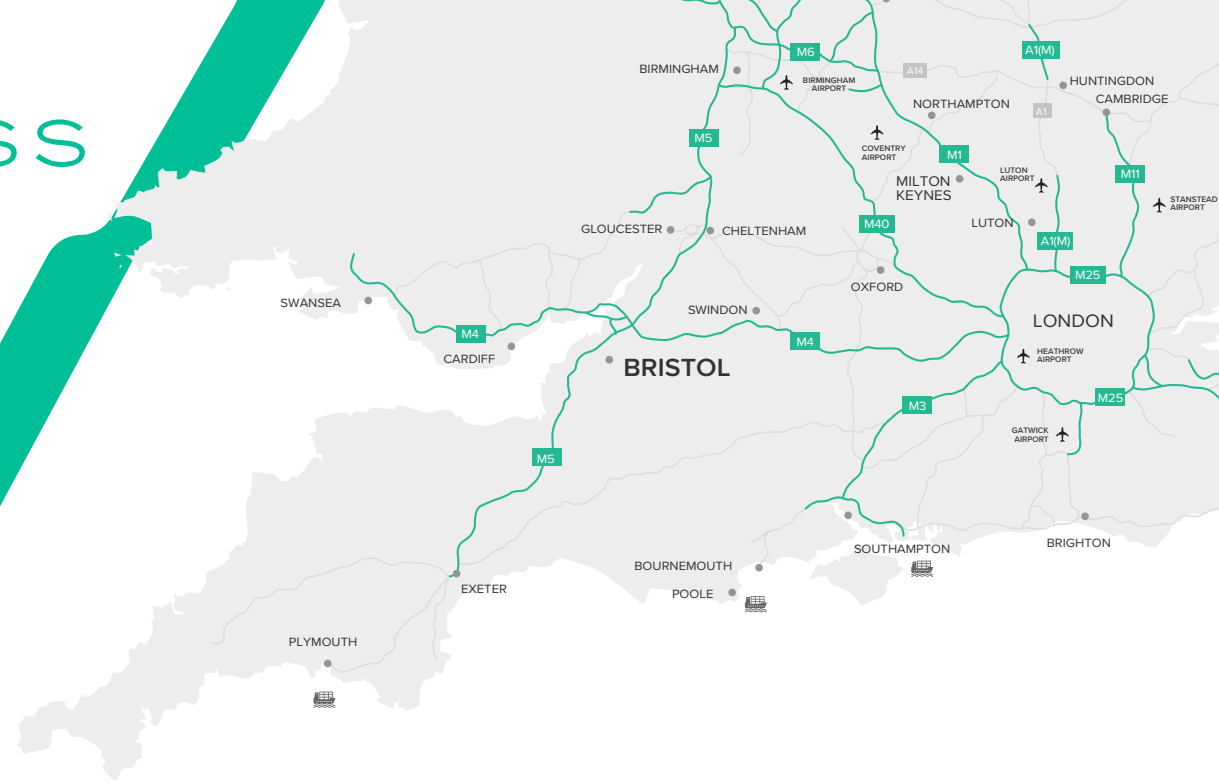 M6
A1(M)
BIRMINGHAM
A14
BIRMINGHAM
AIRPORT
HUNTINGDON
CAMBRIDGE
NORTHAMPTON
A1
SS
M5
COVENTRY
AIRPORT
M1
LUTON
AIRPORT
M11
MILTON
KEYNES
STANSTEAD
AIRPORT
GLOUCESTER
CHELTENHAM
M40
LUTON
A1(M)
M25
OXFORD
SWANSEA
SWINDON
LONDON
M4
M4
CARDIFF
HEATHROW
AIRPORT
BRISTOL
M25
M3
GATWICK
AIRPORT
M5
SOUTHAMPTON
BRIGHTON
BOURNEMOUTH
EXETER
POOLE
PLYMOUTH